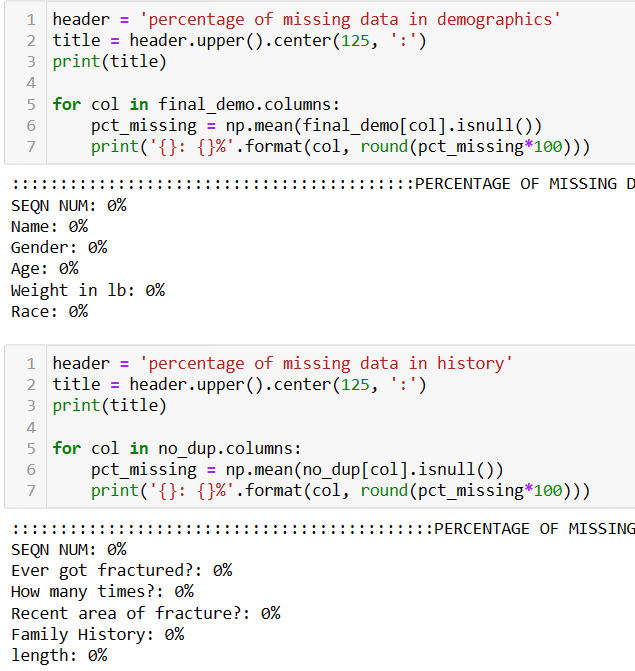 1 header = 'percentage of missing data in demographics'
2 title = header.upper().center(125, ':')
3 print(title)
4
5 for col in final_demo.columns:
6     pct_missing = np.mean(final_demo[col].isnull())
7     print('{}: {}%'.format(col, round(pct_missing*100)))
::::::::::::::::::::::::::::::::::::::::::PERCENTAGE OF MISSING D
SEQN NUM: 0%
Name: 0%
Gender: 0%
Age: 0%
Weight in lb: 0%
Race: 0%
1 header = 'percentage of missing data in history'
2 title = header.upper().center(125, ':')
3 print(title)
4
5 for col in no_dup.columns:
6     pct_missing = np.mean(no_dup[col].isnull())
7     print('{}: {}%'.format(col, round(pct_missing*100)))
::::::::::::::::::::::::::::::::::::::::::::PERCENTAGE OF MISSING
SEQN NUM: 0%
Ever got fractured?: 0%
How many times?: 0%
Recent area of fracture?: 0%
Family History: 0%
length: 0%